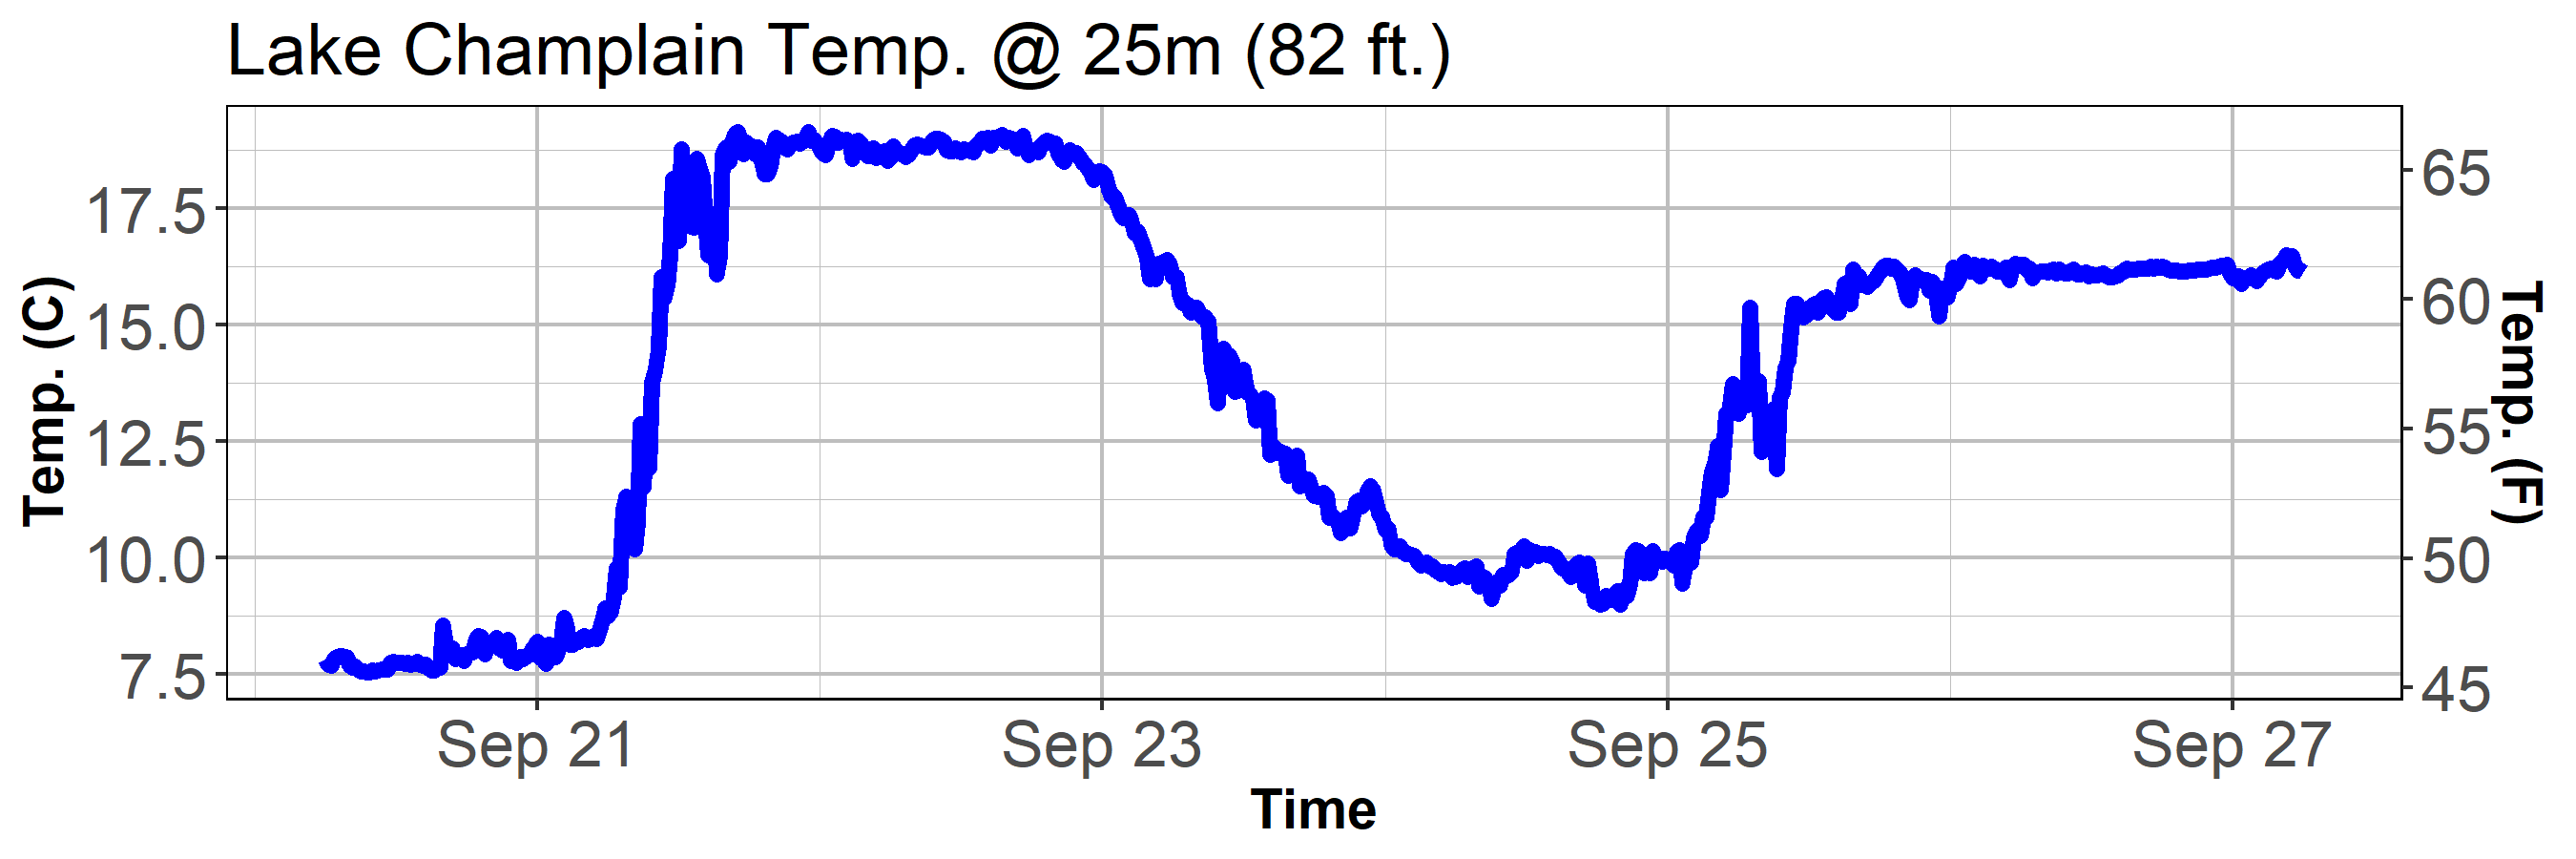 Lake Champlain Temp. @ 25m (82 ft.)
Temp. (C)
17.5
15.0
12.5
10.0
7.5
65
60
55
50
45
Temp. (F)
Sep 21 Sep 23 Sep 25 Sep 27
Time